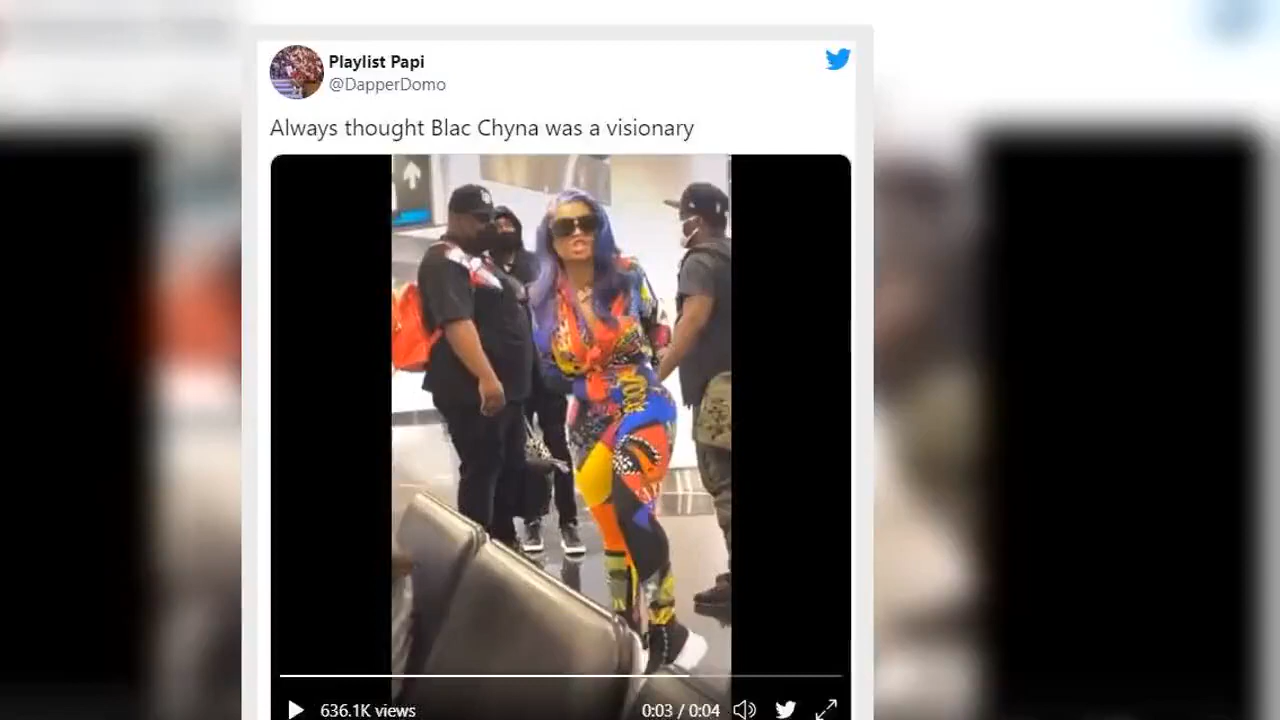 Playlist Papi
@DapperDomo
Always thought Blac Chyna was a visionary
636.1K views
0:03 / 0:04